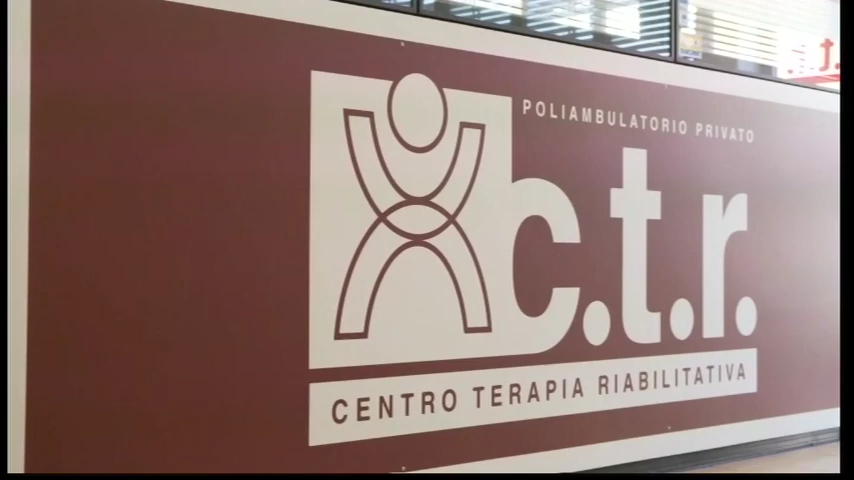 POLIAMBULATORIO PRIVATO
c.t.r.
CENTRO TERAPIA RIABILITATIVA